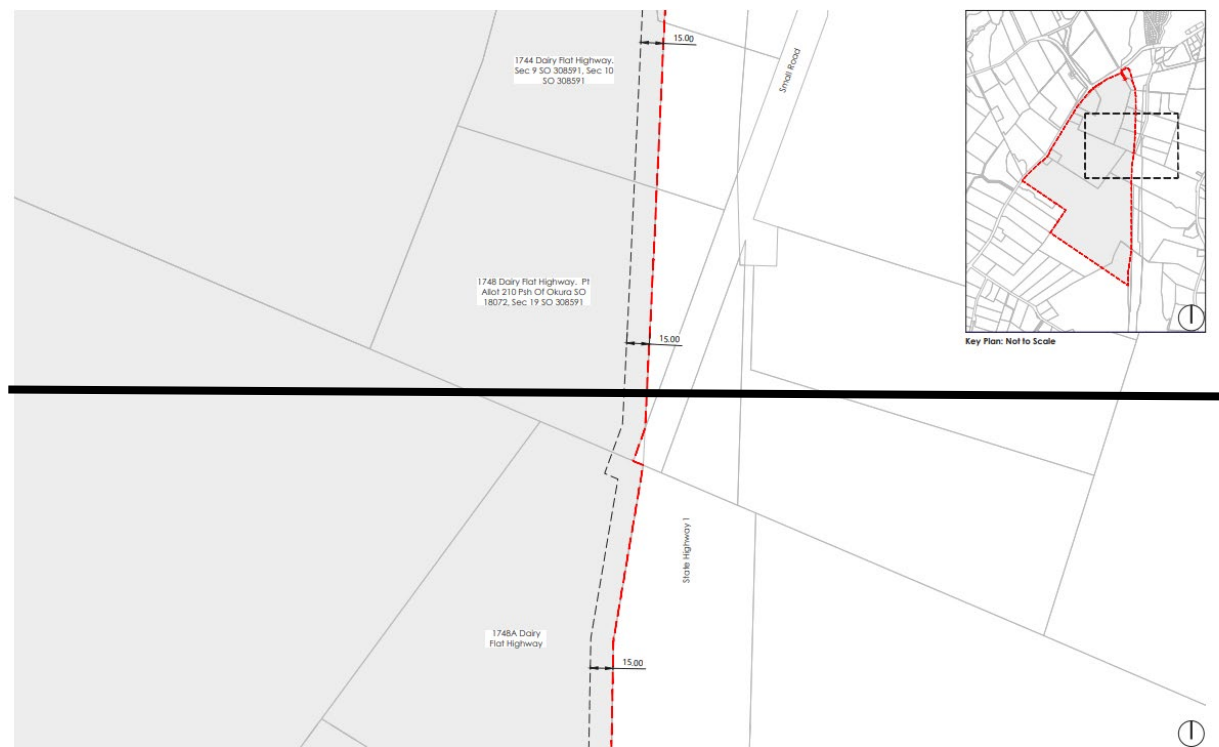 15.00
1744 Dairy Flat Highway.
Sec 9 SO 308591, Sec 10
SO 308591
Small Road
Key Plan: Not to Scale
1748 Dairy Flat Highway. Pt
Allot 210 Psh Of Okura SO
18072, Sec 19 SO 308591
15.00
State Highway 1
1748A Dairy
Flat Highway
15.00